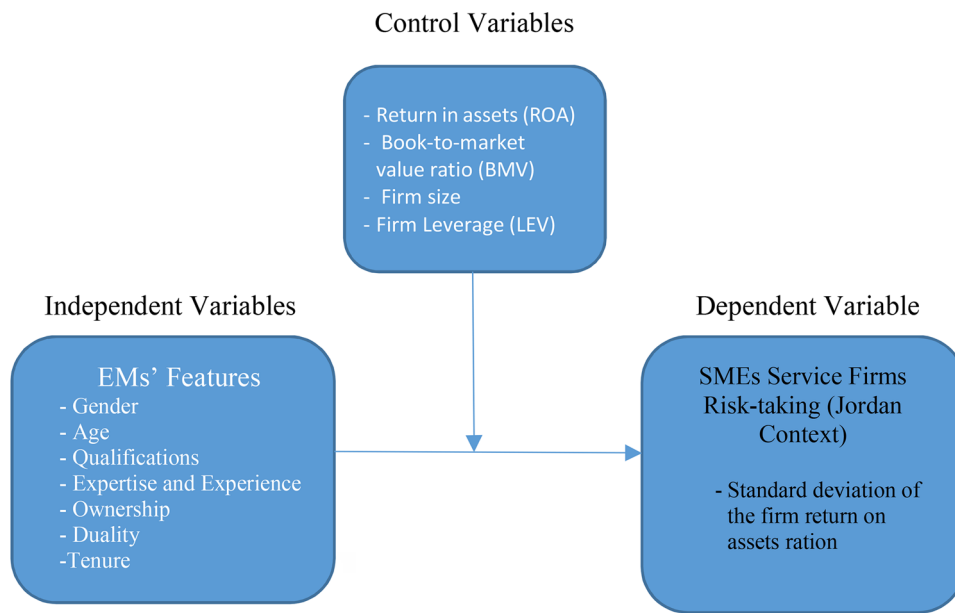 Control Variables
- Return in assets (ROA)
- Book-to-market
value ratio (BMV)
- Firm size
- Firm Leverage (LEV)
Independent Variables
EMs’ Features
- Gender
- Age
- Qualifications
- Expertise and Experience
- Ownership
- Duality
-Tenure
Dependent Variable
SMEs Service Firms
Risk-taking (Jordan
Context)
- Standard deviation of
the firm return on
assets ration